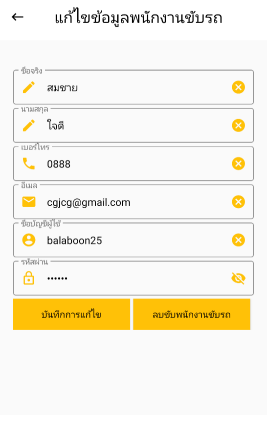 แก้ไขข้อมูลพนักงานขับรถ
ชื่อจริง
สมชาย
นามสกุล
ใจดี
เบอร์โทร
0888
อีเมล
cgjcg@gmail.com
ชื่อบัญชีผู้ใช้
balaboon25
รหัสผ่าน
••••••
บันทึกการแก้ไข
ลบขับพนักงานขับรถ